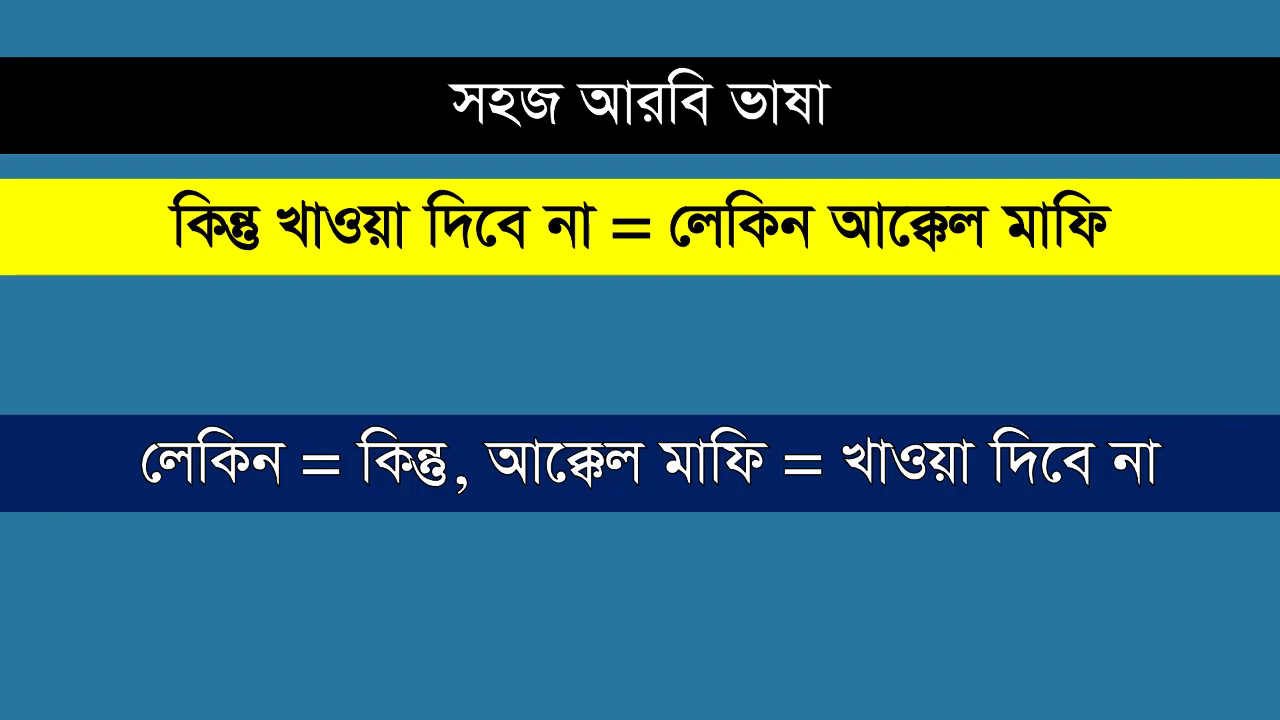 সহজ আরবি ভাষা
কিন্তু খাওয়া দিবে না = লেকিন আক্কেল মাফি
লেকিন = কিন্তু, আক্কেল মাফি = খাওয়া দিবে না